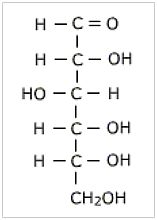 H – C = O
H – C – OH
HO – C – H
H – C – OH
H – C – OH
CH₂OH